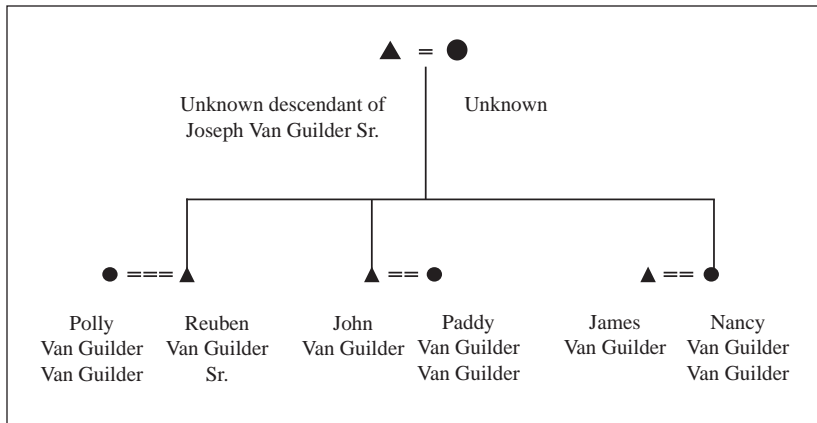 Unknown descendant of
Joseph Van Guilder Sr.
Unknown
Polly
Van Guilder
Van Guilder
Reuben
Van Guilder
Sr.
John
Van Guilder
Paddy
Van Guilder
Van Guilder
James
Van Guilder
Nancy
Van Guilder
Van Guilder